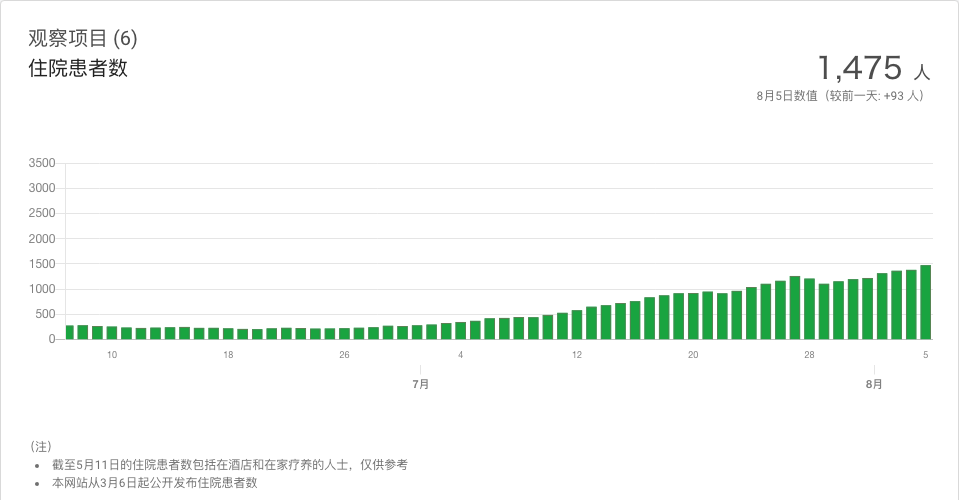 观察项目 (6)
住院患者数
1,475 人
8月5日数值（较前一天: +93 人）
3500
3000
2500
2000
1500
1000
500
0
10 18 26 4 12 20 28 5
7月 8月
（注）
• 截至5月11日的住院患者数包括在酒店和在家疗养的人士，仅供参考
• 本网站从3月6日起公开发布住院患者数